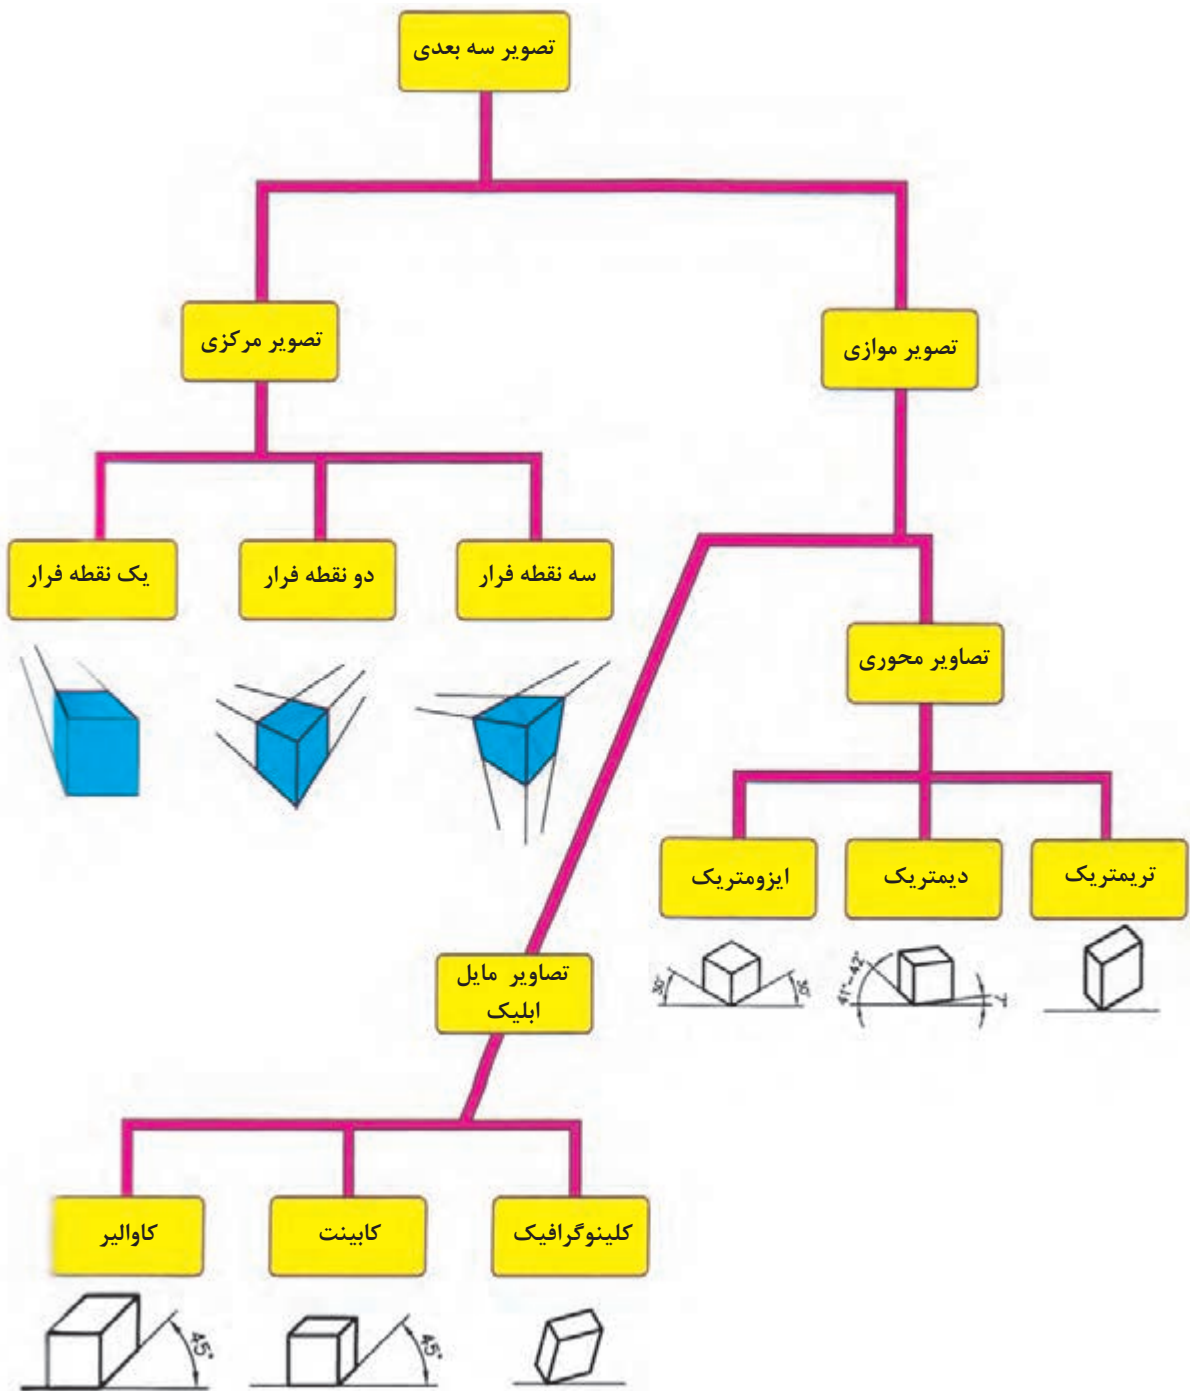 تصویر سه بعدی
تصویر موازی
تصویر مرکزی
سه نقطه فرار
دو نقطه فرار
یک نقطه فرار
تصاویر محوری
تریمتریک
دیمتریک
ایزومتریک
7°
41°-42°
30°
30°
تصاویر مایل
ابلیک
کلینوگرافیک
کابینت
کاوالیر
45°
45°